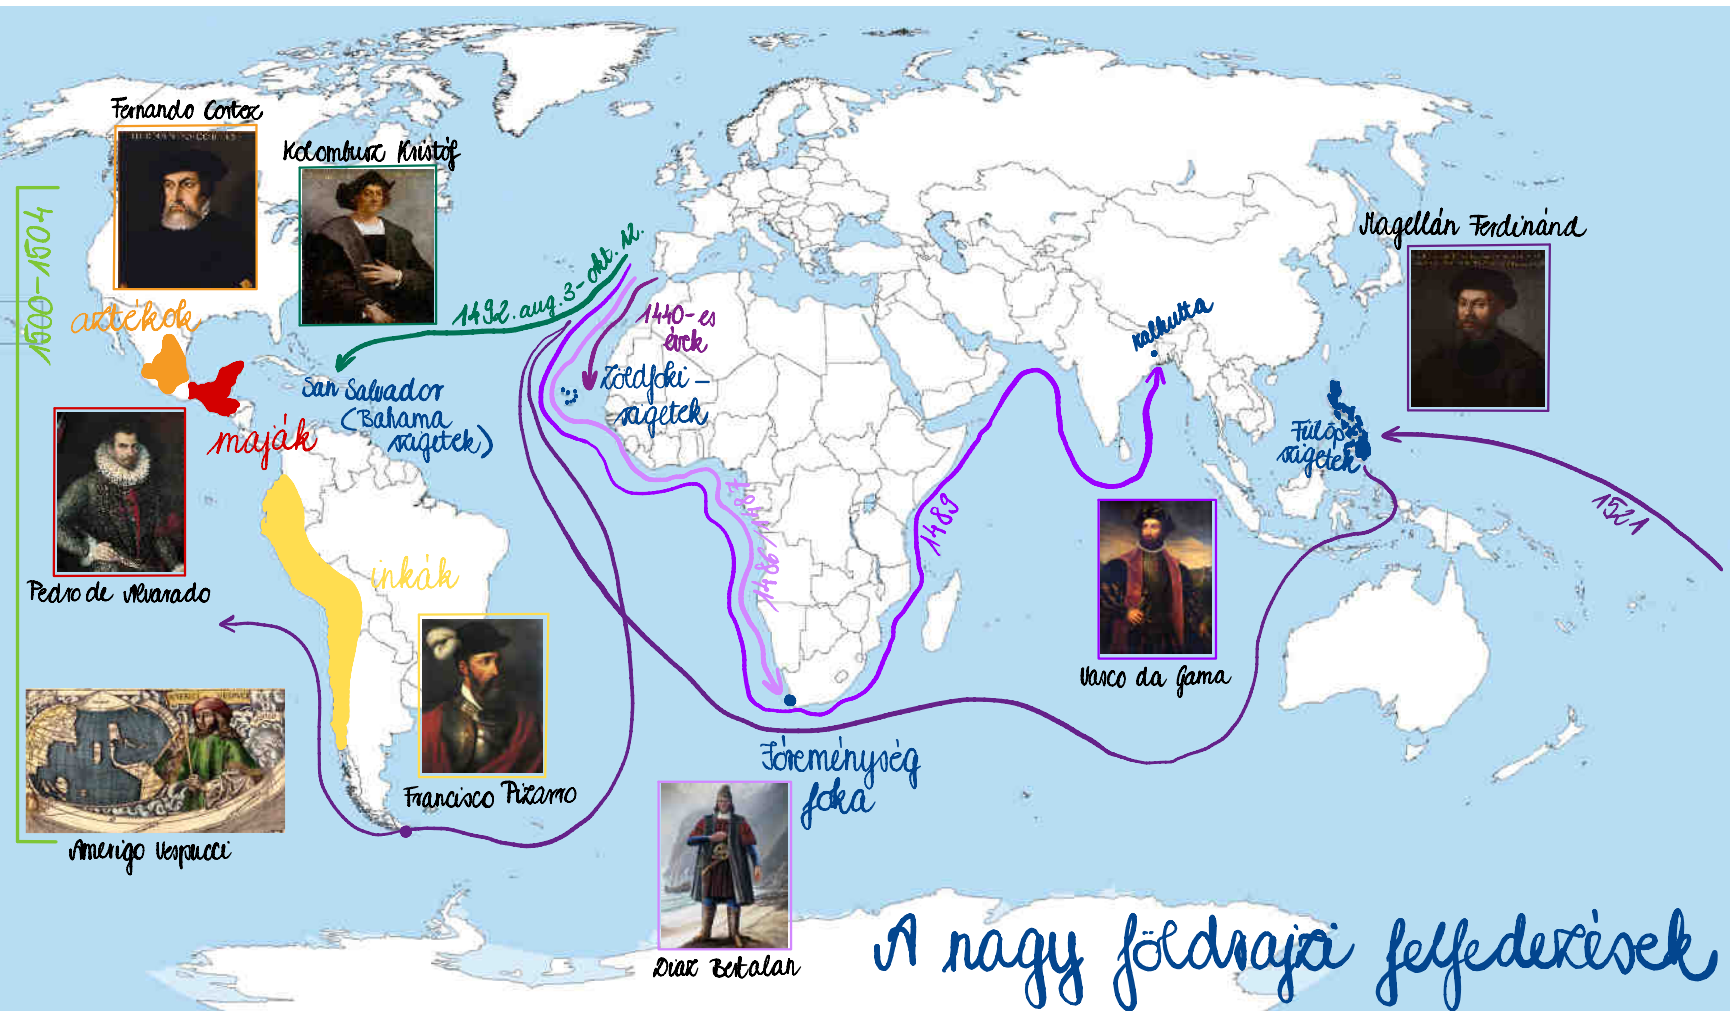 Fernando Cortez
Kolombusz Kristóf
1500-1504
aztékok
1492. aug. 3-okt. 12.
1440-es
évek
Zöldfoki-
szigetek
San Salvador
(Bahama
szigetek)
maják
Kalkutta
Magellán Ferdinánd
Fülöp
szigetek
1521
Pedro de Alvarado
inkák
1486-1487
1489
Vasco da Gama
Francisco Pizarro
Jóreménység
foka
Amerigo Vespucci
Diaz Bertalan
A nagy földrajzi felfedezések